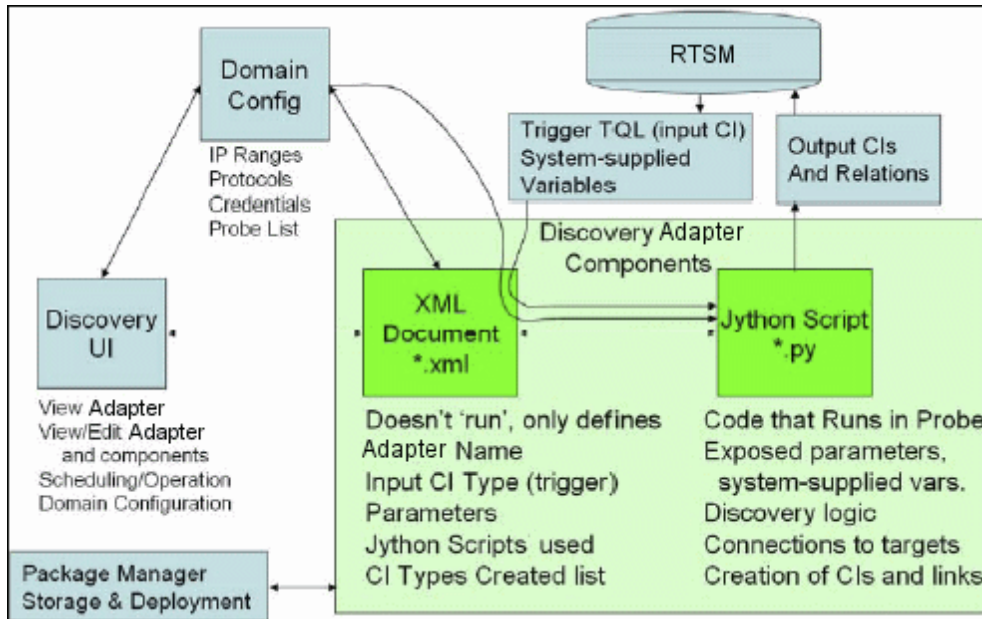 Domain
Config
IP Ranges
Protocols
Credentials
Probe List
RTSM
Trigger TQL (input CI)
System-supplied
Variables
Output CIs
And Relations
Discovery Adapter
Components
Discovery
UI
XML
Document
*.xml
Jython Script
*.py
View Adapter
View/Edit Adapter
and components
Scheduling/Operation
Domain Configuration
Doesn't 'run', only defines
Adapter Name
Input CI Type (trigger)
Parameters
Jython Scripts used
CI Types Created list
Code that Runs in Probe
Exposed parameters,
system-supplied vars.
Discovery logic
Connections to targets
Creation of CIs and links
Package Manager
Storage & Deployment